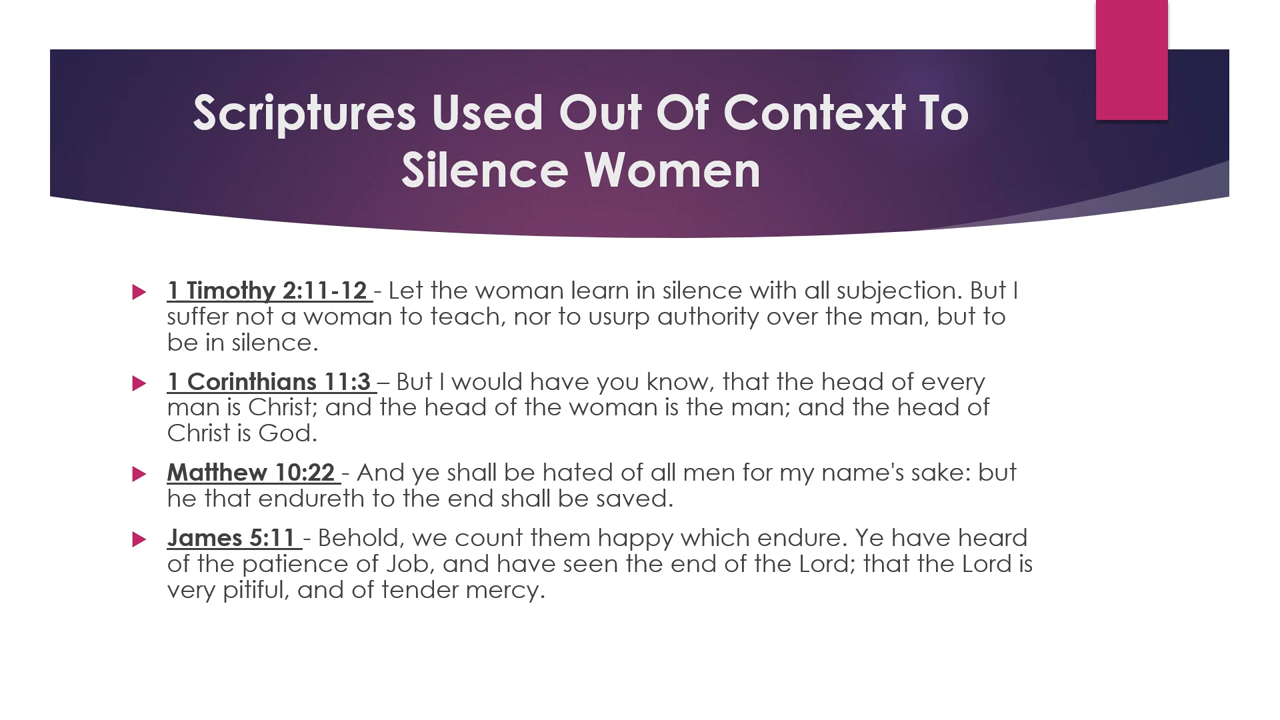 Scriptures Used Out Of Context To
Silence Women
1 Timothy 2:11-12 - Let the woman learn in silence with all subjection. But I
suffer not a woman to teach, nor to usurp authority over the man, but to
be in silence.
1 Corinthians 11:3 – But I would have you know, that the head of every
man is Christ; and the head of the woman is the man; and the head of
Christ is God.
Matthew 10:22 - And ye shall be hated of all men for my name's sake: but
he that endureth to the end shall be saved.
James 5:11 - Behold, we count them happy which endure. Ye have heard
of the patience of Job, and have seen the end of the Lord; that the Lord is
very pitiful, and of tender mercy.